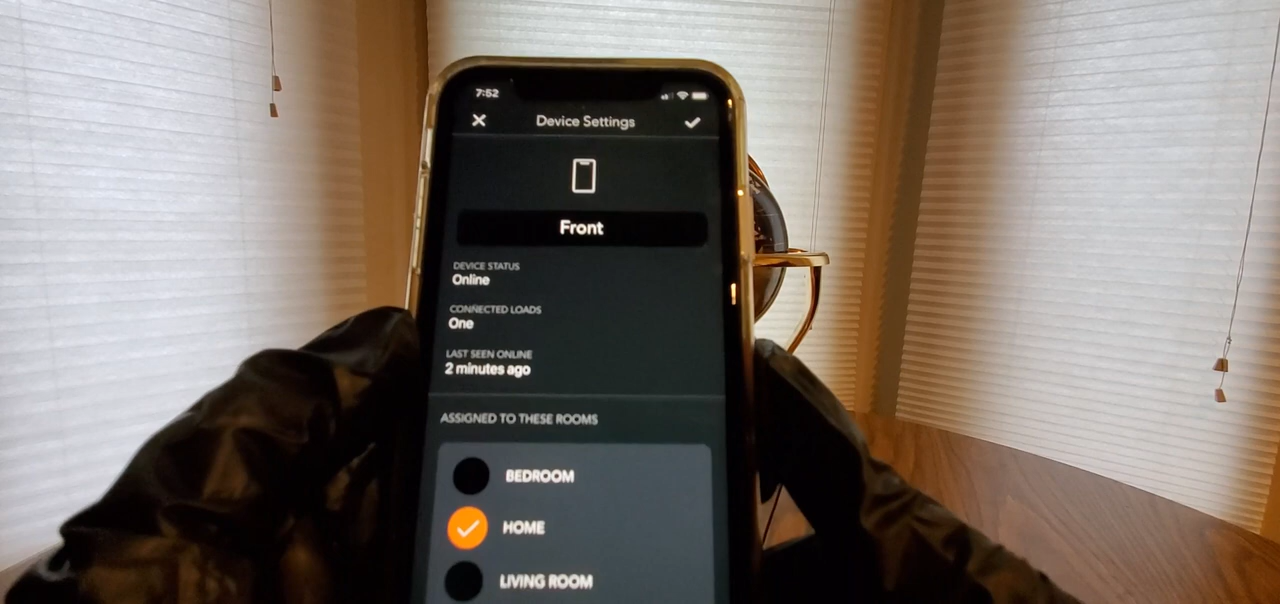 7:52
Device Settings
Front
DEVICE STATUS
Online
CONNECTED LOADS
One
LAST SEEN ONLINE
2 minutes ago
ASSIGNED TO THESE ROOMS
BEDROOM
HOME
LIVING ROOM